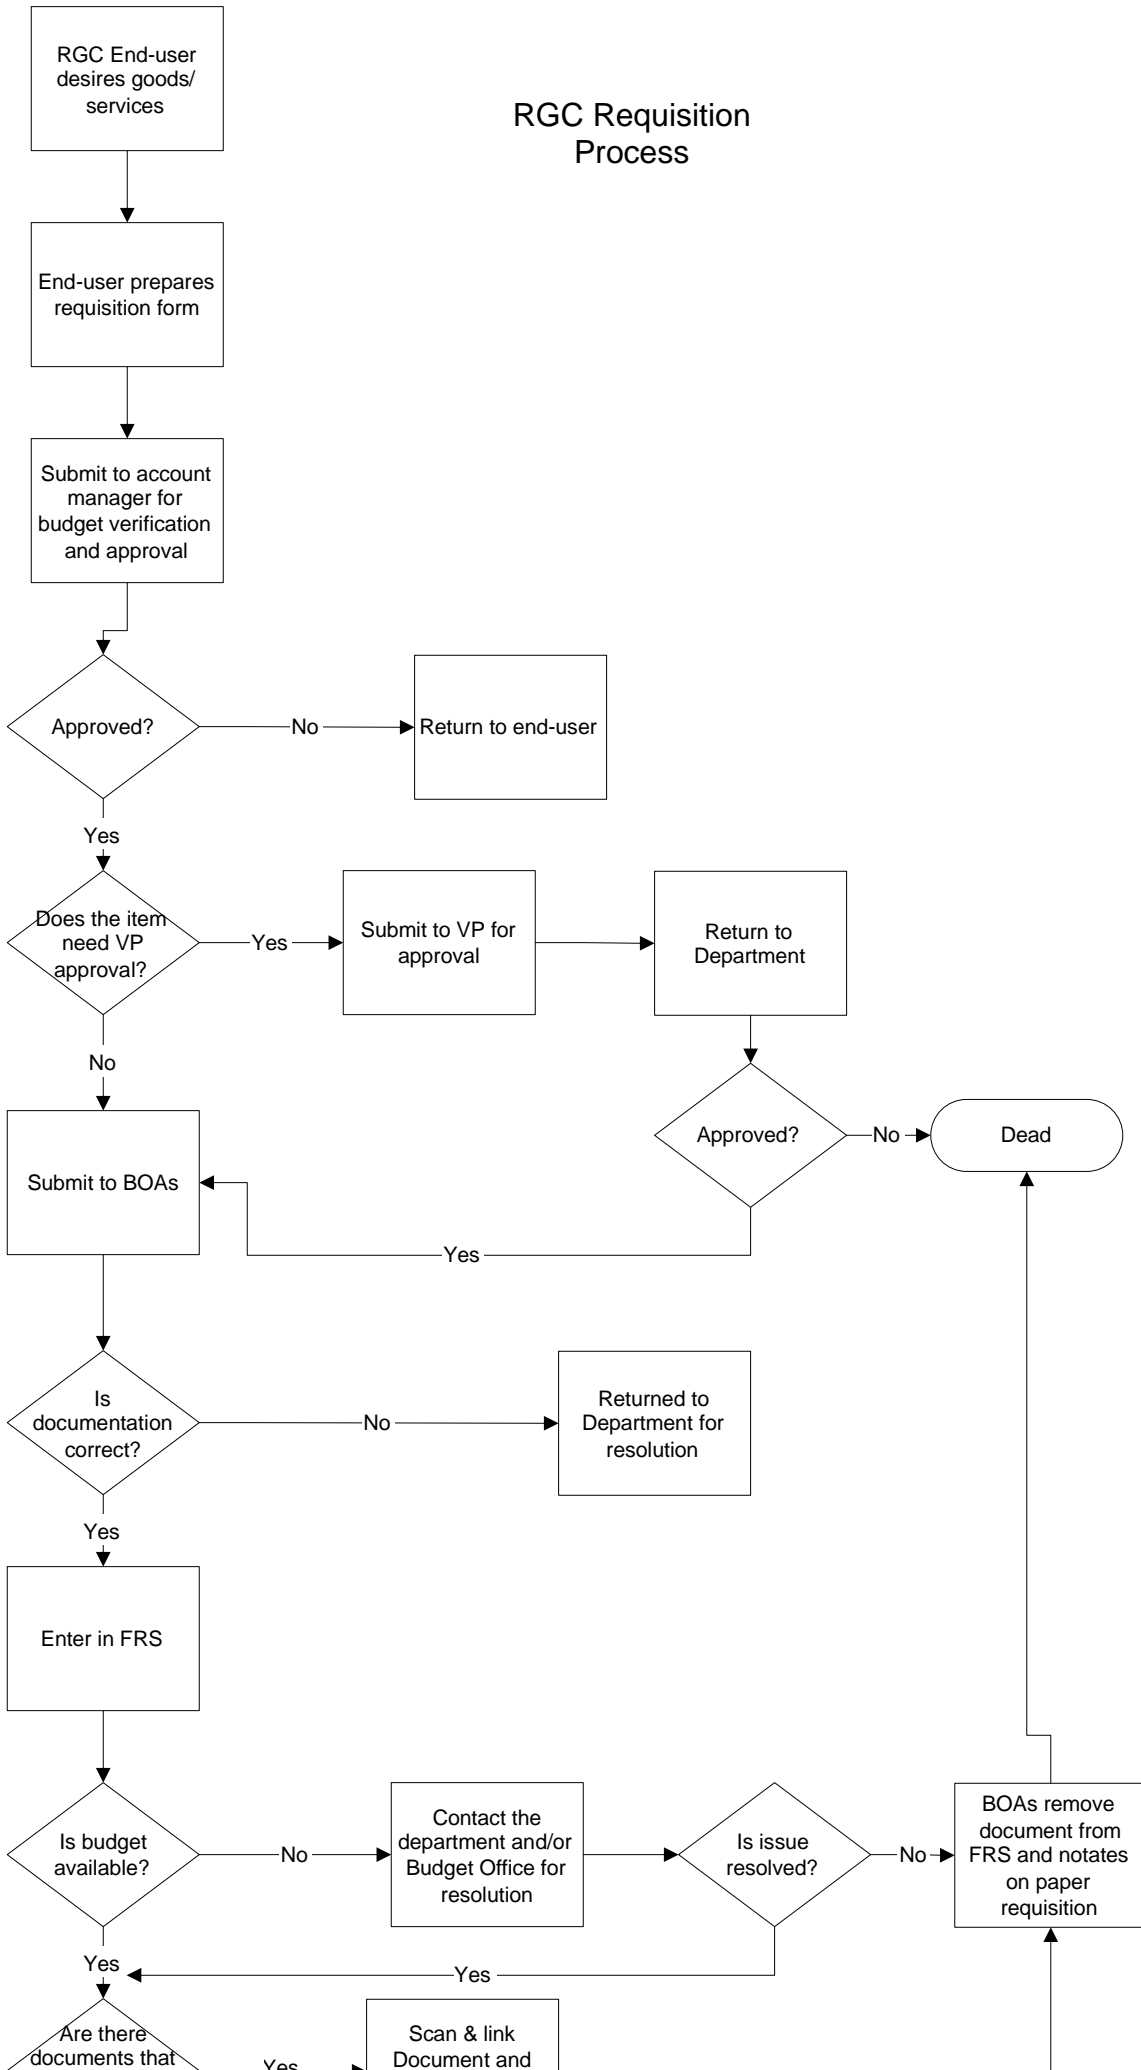 RGC End-user
desires goods/
services
RGC Requisition
Process
End-user prepares
requisition form
Submit to account
manager for
budget verification
and approval
Approved?
No
Return to end-user
Yes
Does the item
need VP
approval?
Yes
Submit to VP for
approval
Return to
Department
No
Approved?
No
Dead
Submit to BOAs
Yes
Is
documentation
correct?
No
Returned to
Department for
resolution
Yes
Enter in FRS
Is budget
available?
No
Contact the
department and/or
Budget Office for
resolution
Is issue
resolved?
No
BOAs remove
document from
FRS and notates
on paper
requisition
Yes
Yes
Are there
documents that
Yes
Scan & link
Document and